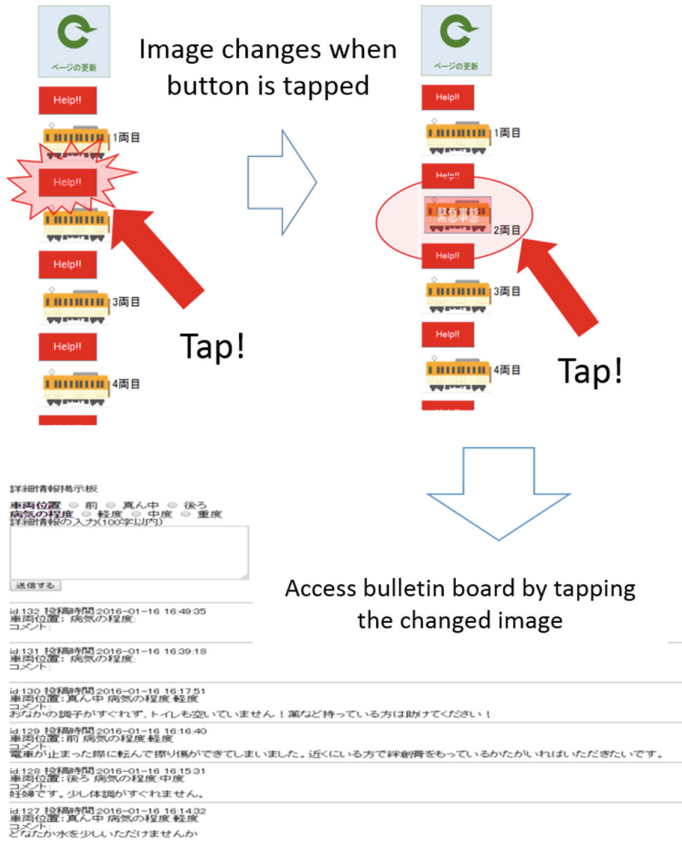 ページの更新
Image changes when
button is tapped
Help!!
1両目
Help!!
Help!!
3両目
Help!!
4両目
Tap!
ページの更新
Help!!
1両目
Help!!
緊急車両
2両目
Help!!
3両目
Help!!
4両目
Tap!
Access bulletin board by tapping
the changed image
詳細情報掲示板
車両位置 前 真ん中 後ろ
病気の程度 軽度 中度 重度
詳細情報の入力(100字以内)
送信する
id:132 投稿時間:2016-01-16 16:49:35
車両位置: 病気の程度:
コメント:
id:131 投稿時間:2016-01-16 16:39:18
車両位置: 病気の程度:
コメント:
id:130 投稿時間:2016-01-16 16:17:51
車両位置:真ん中 病気の程度:軽度
コメント:
おなかの調子がすぐれず、トイレも空いていません!薬など持っている方は助けてください!
id:129 投稿時間:2016-01-16 16:16:40
車両位置:前 病気の程度:軽度
コメント:
電車が止まった際に転んで擦り傷ができてしまいました。近くにいる方で絆創膏をもっているかたがいればいただきたいです。
id:128 投稿時間:2016-01-16 16:15:31
車両位置:後ろ 病気の程度:中度
コメント:
妊婦です。少し体調がすぐれません。
id:127 投稿時間:2016-01-16 16:14:32
車両位置:真ん中 病気の程度:軽度
コメント:
どなたか水を少しいただけませんか